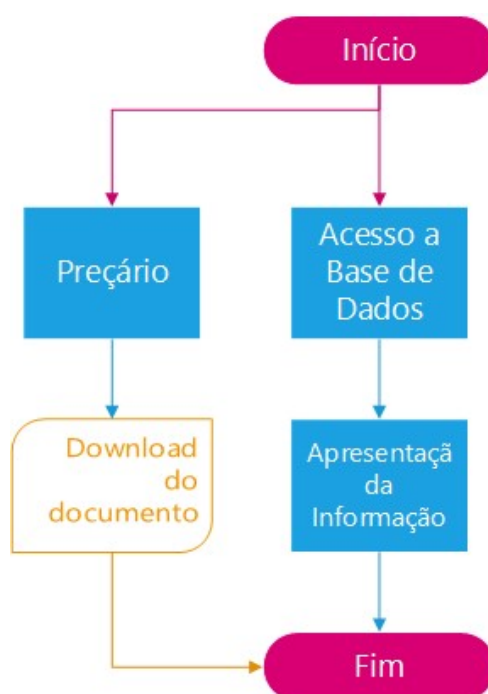 Início
Preçário
Acesso a
Base de
Dados
Download
do
documento
Apresentaçã
da
Informação
Fim